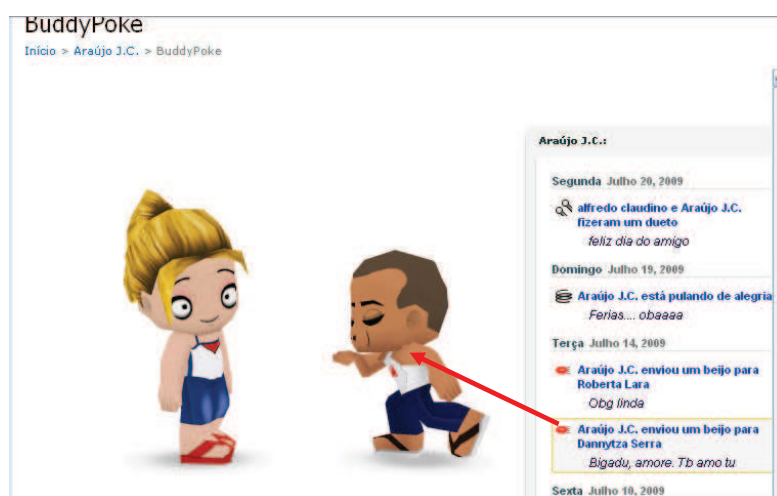 BuddyPoke
Início > Araújo J.C. > BuddyPoke
Araújo J.C.:
Segunda Julho 20, 2009
alfredo claudino e Araújo J.C.
fizeram um dueto
feliz dia do amigo
Domingo Julho 19, 2009
Araújo J.C. está pulando de alegria
Ferias.... obaaaa
Terça Julho 14, 2009
Araújo J.C. enviou um beijo para
Roberta Lara
Obg linda
Araújo J.C. enviou um beijo para
Dannytza Serra
Bigadu, amore. Tb amo tu
Sexta Julho 10, 2009